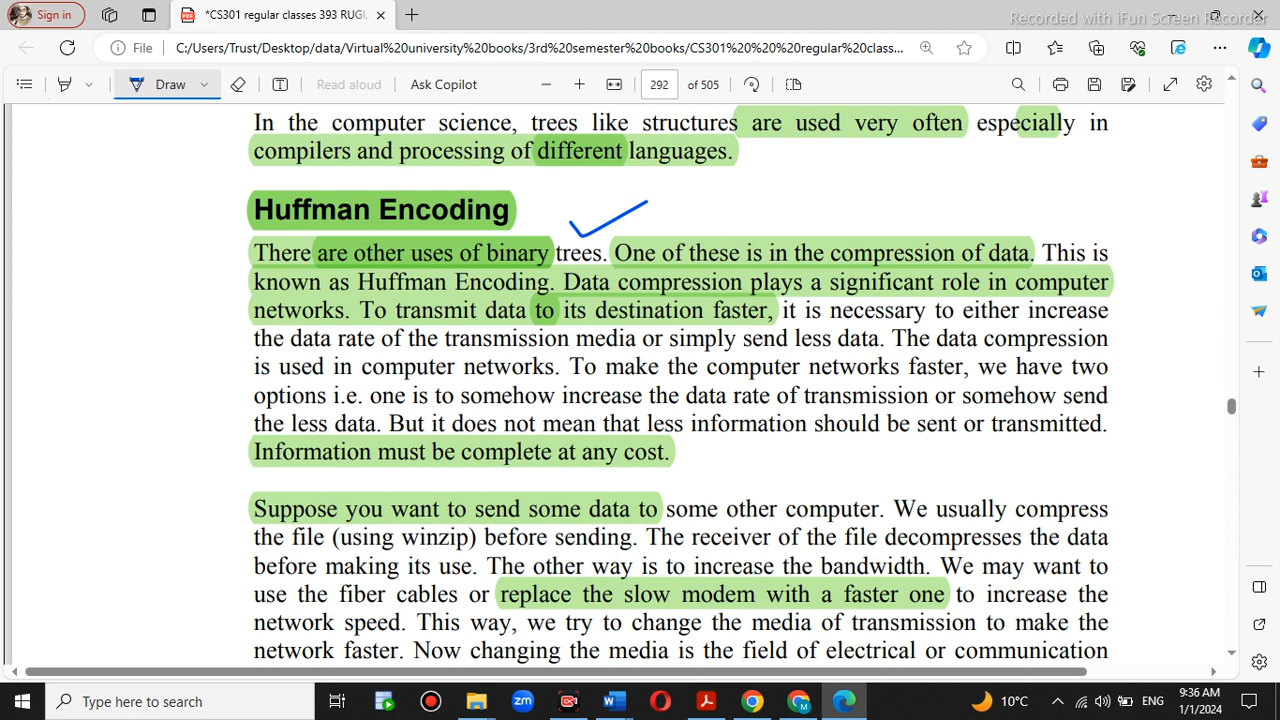 Sign in
*CS301 regular classes 393 RUGU
Recorded with iFun Screen Recorder
File
C:/Users/Trust/Desktop/data/Virtual%20university%20books/3rd%20semester%20books/CS301%20%20%20regular%20clas...
Draw
Read aloud
Ask Copilot
292 of 505
In the computer science, trees like structures are used very often especially in
compilers and processing of different languages.
Huffman Encoding
There are other uses of binary trees. One of these is in the compression of data. This is
known as Huffman Encoding. Data compression plays a significant role in computer
networks. To transmit data to its destination faster, it is necessary to either increase
the data rate of the transmission media or simply send less data. The data compression
is used in computer networks. To make the computer networks faster, we have two
options i.e. one is to somehow increase the data rate of transmission or somehow send
the less data. But it does not mean that less information should be sent or transmitted.
Information must be complete at any cost.
Suppose you want to send some data to some other computer. We usually compress
the file (using winzip) before sending. The receiver of the file decompresses the data
before making its use. The other way is to increase the bandwidth. We may want to
use the fiber cables or replace the slow modem with a faster one to increase the
network speed. This way, we try to change the media of transmission to make the
network faster. Now changing the media is the field of electrical or communication
Type here to search
10°C
ENG
9:36 AM
1/1/2024